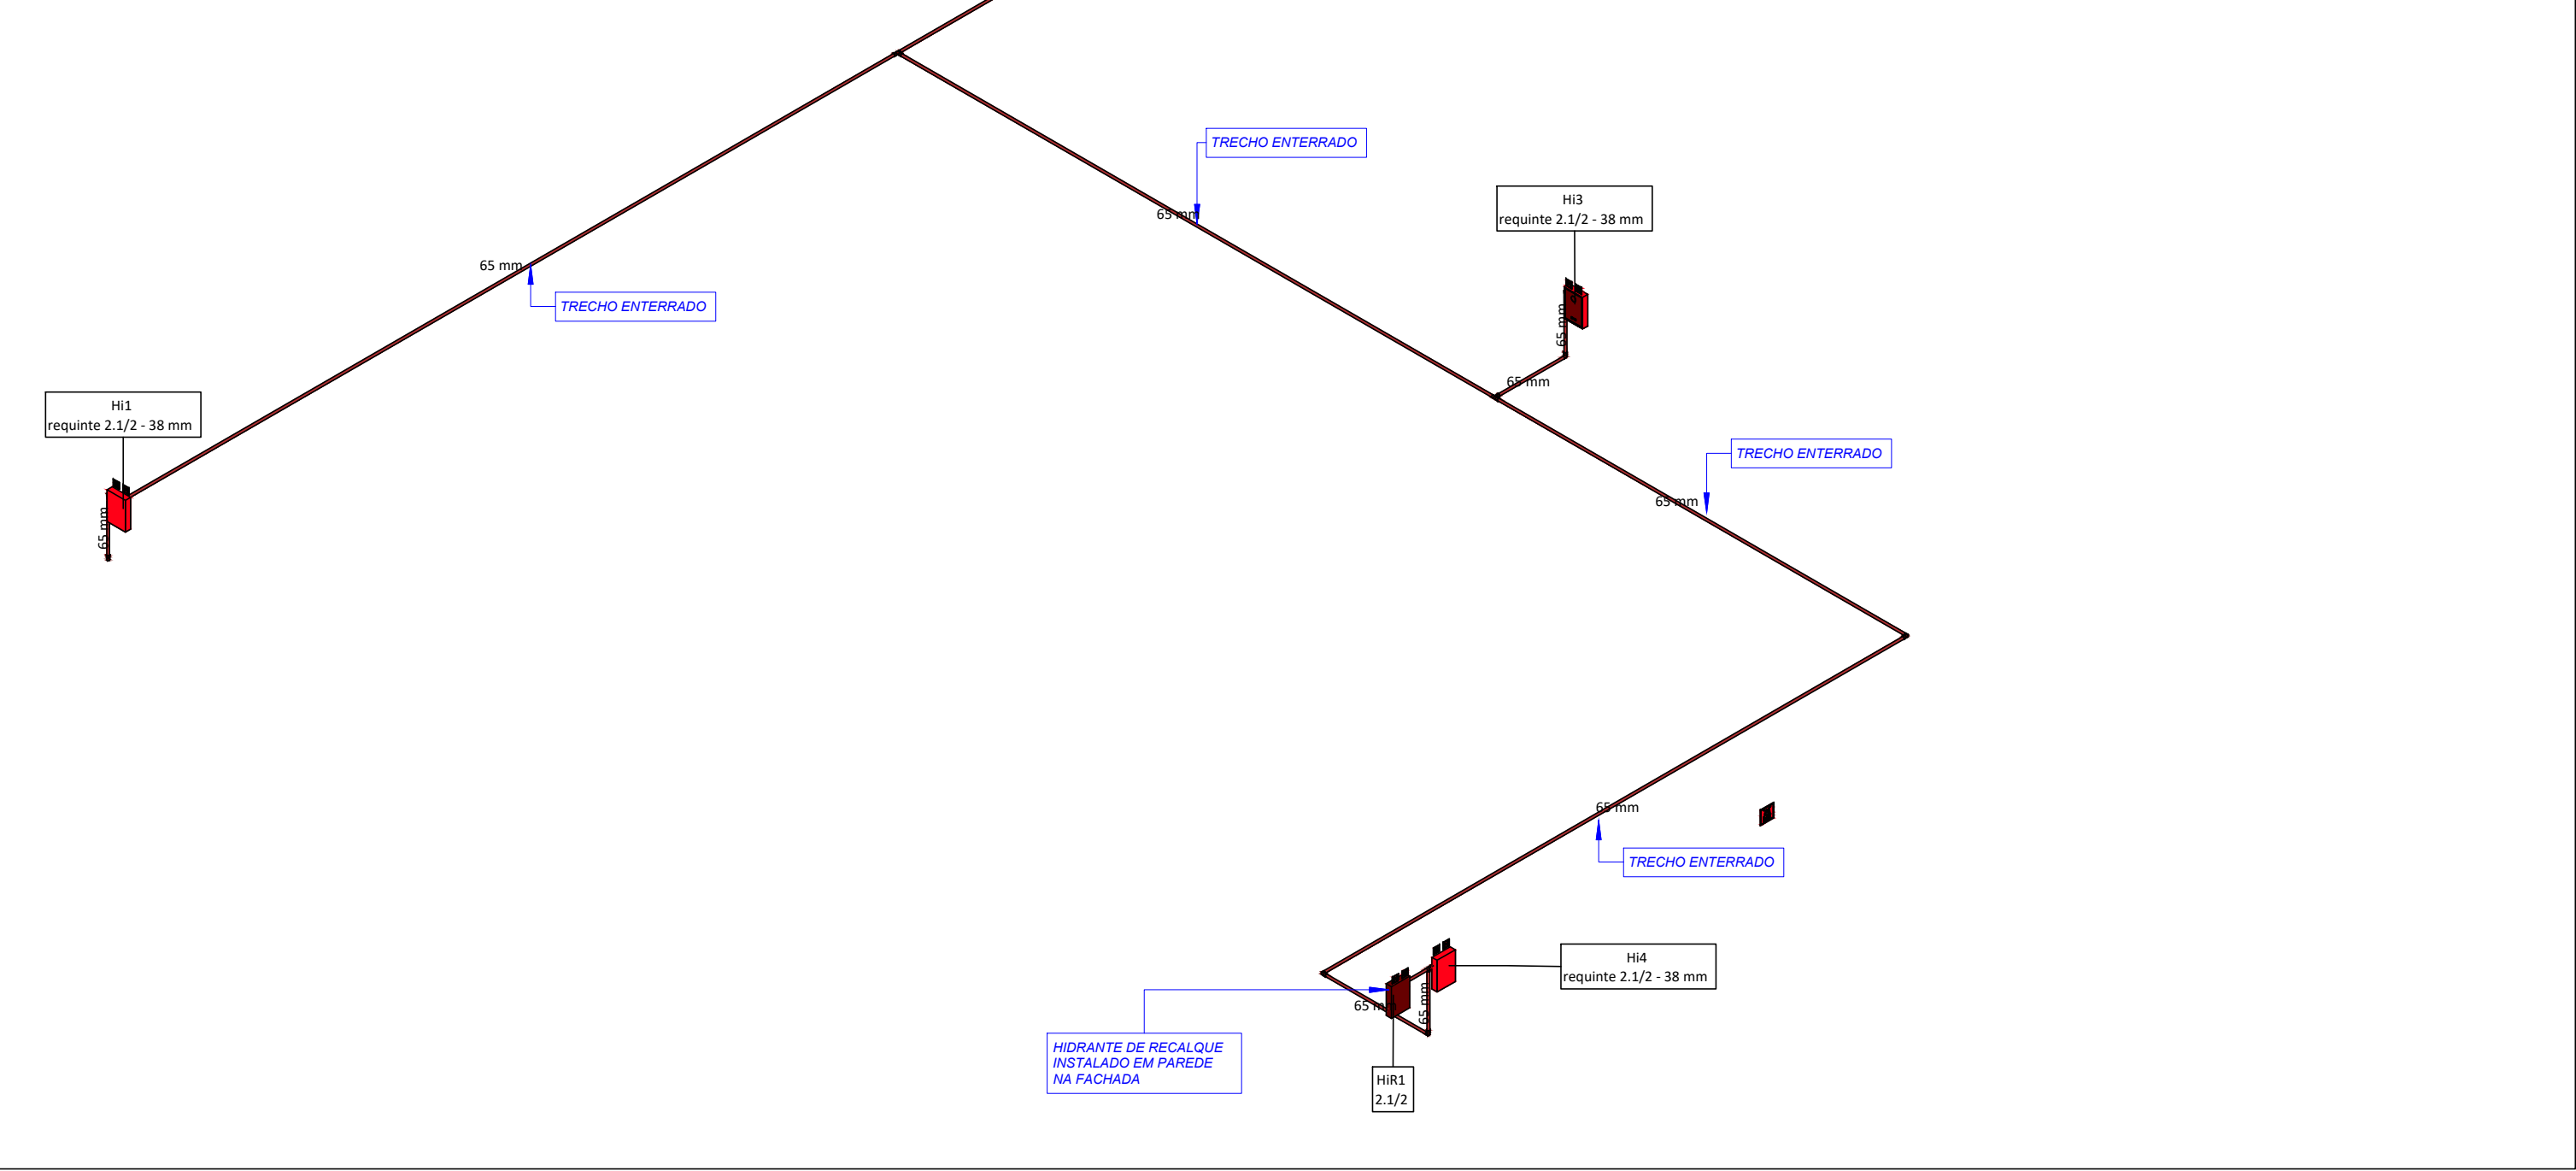 TRECHO ENTERRADO
65 mm
Hi3
requinte 2.1/2 - 38 mm
65 mm
TRECHO ENTERRADO
65 mm
65 mm
Hi1
requinte 2.1/2 - 38 mm
65 mm
TRECHO ENTERRADO
65 mm
65 mm
TRECHO ENTERRADO
Hi4
requinte 2.1/2 - 38 mm
65 mm
65 mm
HIDRANTE DE RECALQUE
INSTALADO EM PAREDE
NA FACHADA
HiR1
2.1/2